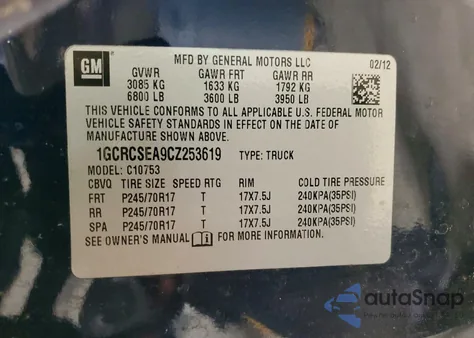 GM
MFD BY GENERAL MOTORS LLC
02/12
GVWR GAWR FRT GAWR RR
3085 KG 1633 KG 1792 KG
6800 LB 3600 LB 3950 LB
THIS VEHICLE CONFORMS TO ALL APPLICABLE U.S. FEDERAL MOTOR
VEHICLE SAFETY STANDARDS IN EFFECT ON THE DATE OF
MANUFACTURE SHOWN ABOVE.
1GCRCSEA9CZ253619 TYPE: TRUCK
MODEL: C10753
CBVQ TIRE SIZE SPEED RTG RIM COLD TIRE PRESSURE
FRT P245/70R17 T 17X7.5J 240KPA(35PSI)
RR P245/70R17 T 17X7.5J 240KPA(35PSI)
SPA P245/70R17 T 17X7.5J 240KPA(35PSI)
SEE OWNER'S MANUAL FOR MORE INFORMATION.
autoSnap